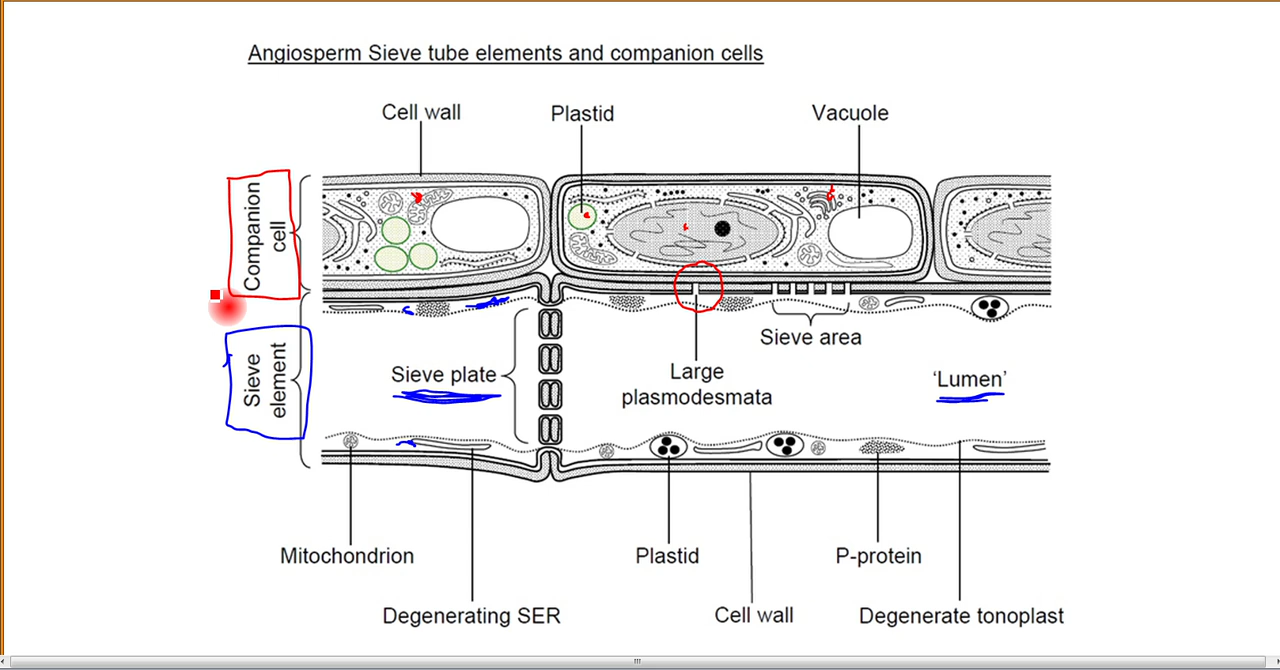 Angiosperm Sieve tube elements and companion cells
Cell wall
Plastid
Vacuole
Companion
cell
Sieve area
Sieve
element
Sieve plate
Large
plasmodesmata
'Lumen'
Mitochondrion
Plastid
P-protein
Degenerating SER
Cell wall
Degenerate tonoplast